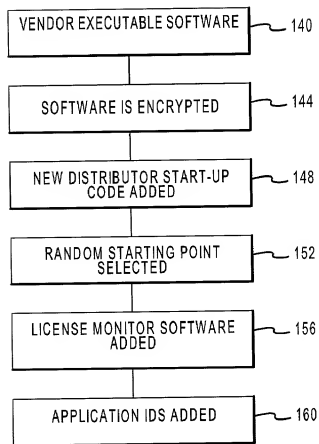 VENDOR EXECUTABLE SOFTWARE
140
SOFTWARE IS ENCRYPTED
144
NEW DISTRIBUTOR START-UP
CODE ADDED
148
RANDOM STARTING POINT
SELECTED
152
LICENSE MONITOR SOFTWARE
ADDED
156
APPLICATION IDS ADDED
160